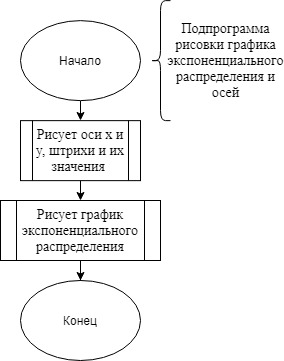 Начало
Подпрограмма
рисовки графика
экспоненциального
распределения и
осей
Рисует оси x и
y, штрихи и их
значения
Рисует график
экспоненциального
распределения
Конец